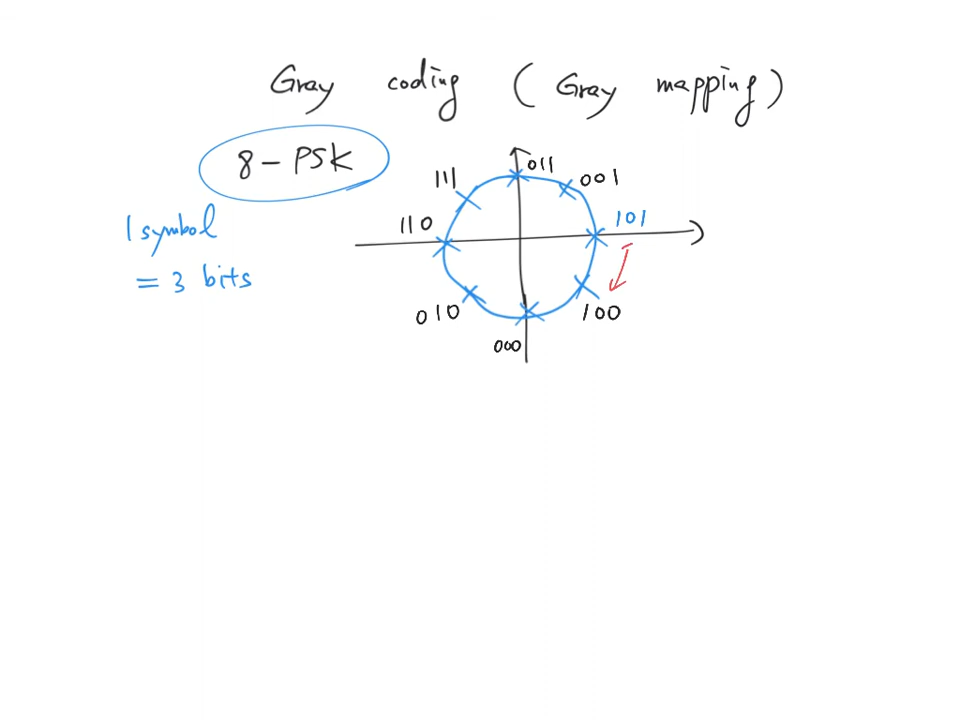 Gray coding (Gray mapping)
8-PSK
011
001
111
110
101
1 symbol
= 3 bits
010
100
000